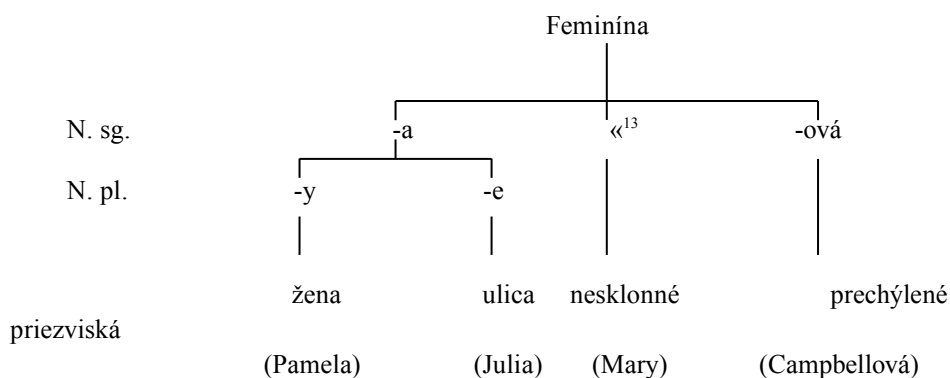 Feminína
N. sg. -a «¹³ -ová
N. pl. -y -e
žena ulica nesklonné prechýlené
priezviská
(Pamela) (Julia) (Mary) (Campbellová)